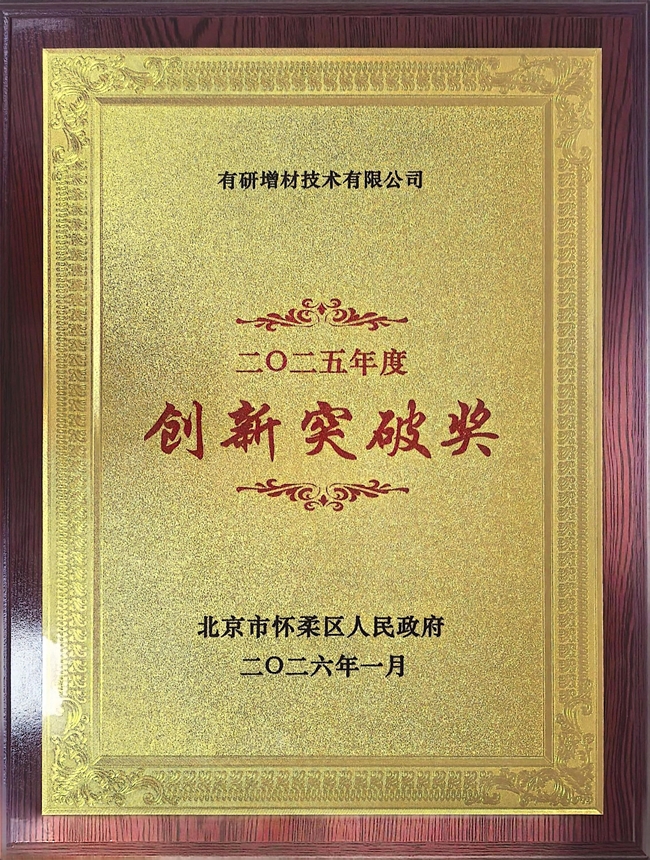 有研增材技术有限公司
二〇二五年度
创新突破奖
北京市怀柔区人民政府
二〇二六年一月